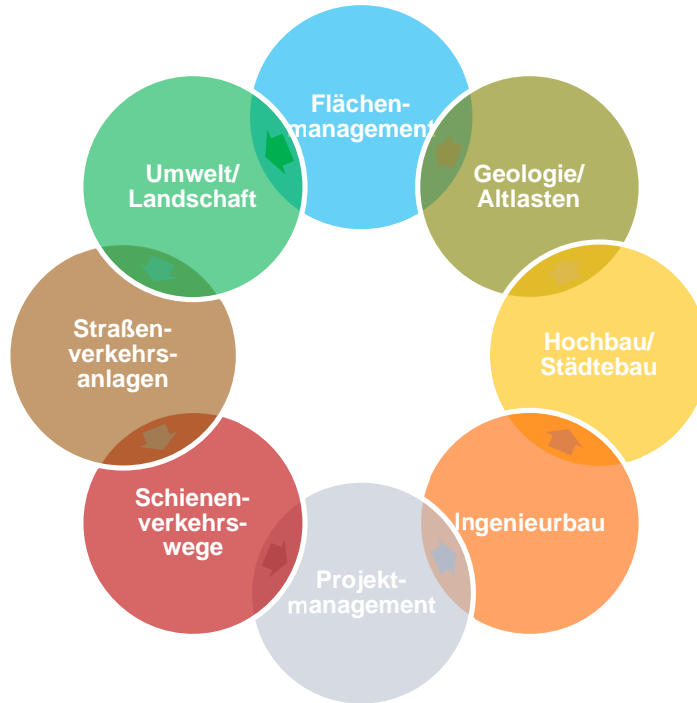 Flächen-
management
Geologie/
Altlasten
Hochbau/
Städtebau
Ingenieurbau
Projekt-
management
Schienen-
verkehrs-
wege
Straßen-
verkehrs-
anlagen
Umwelt/
Landschaft